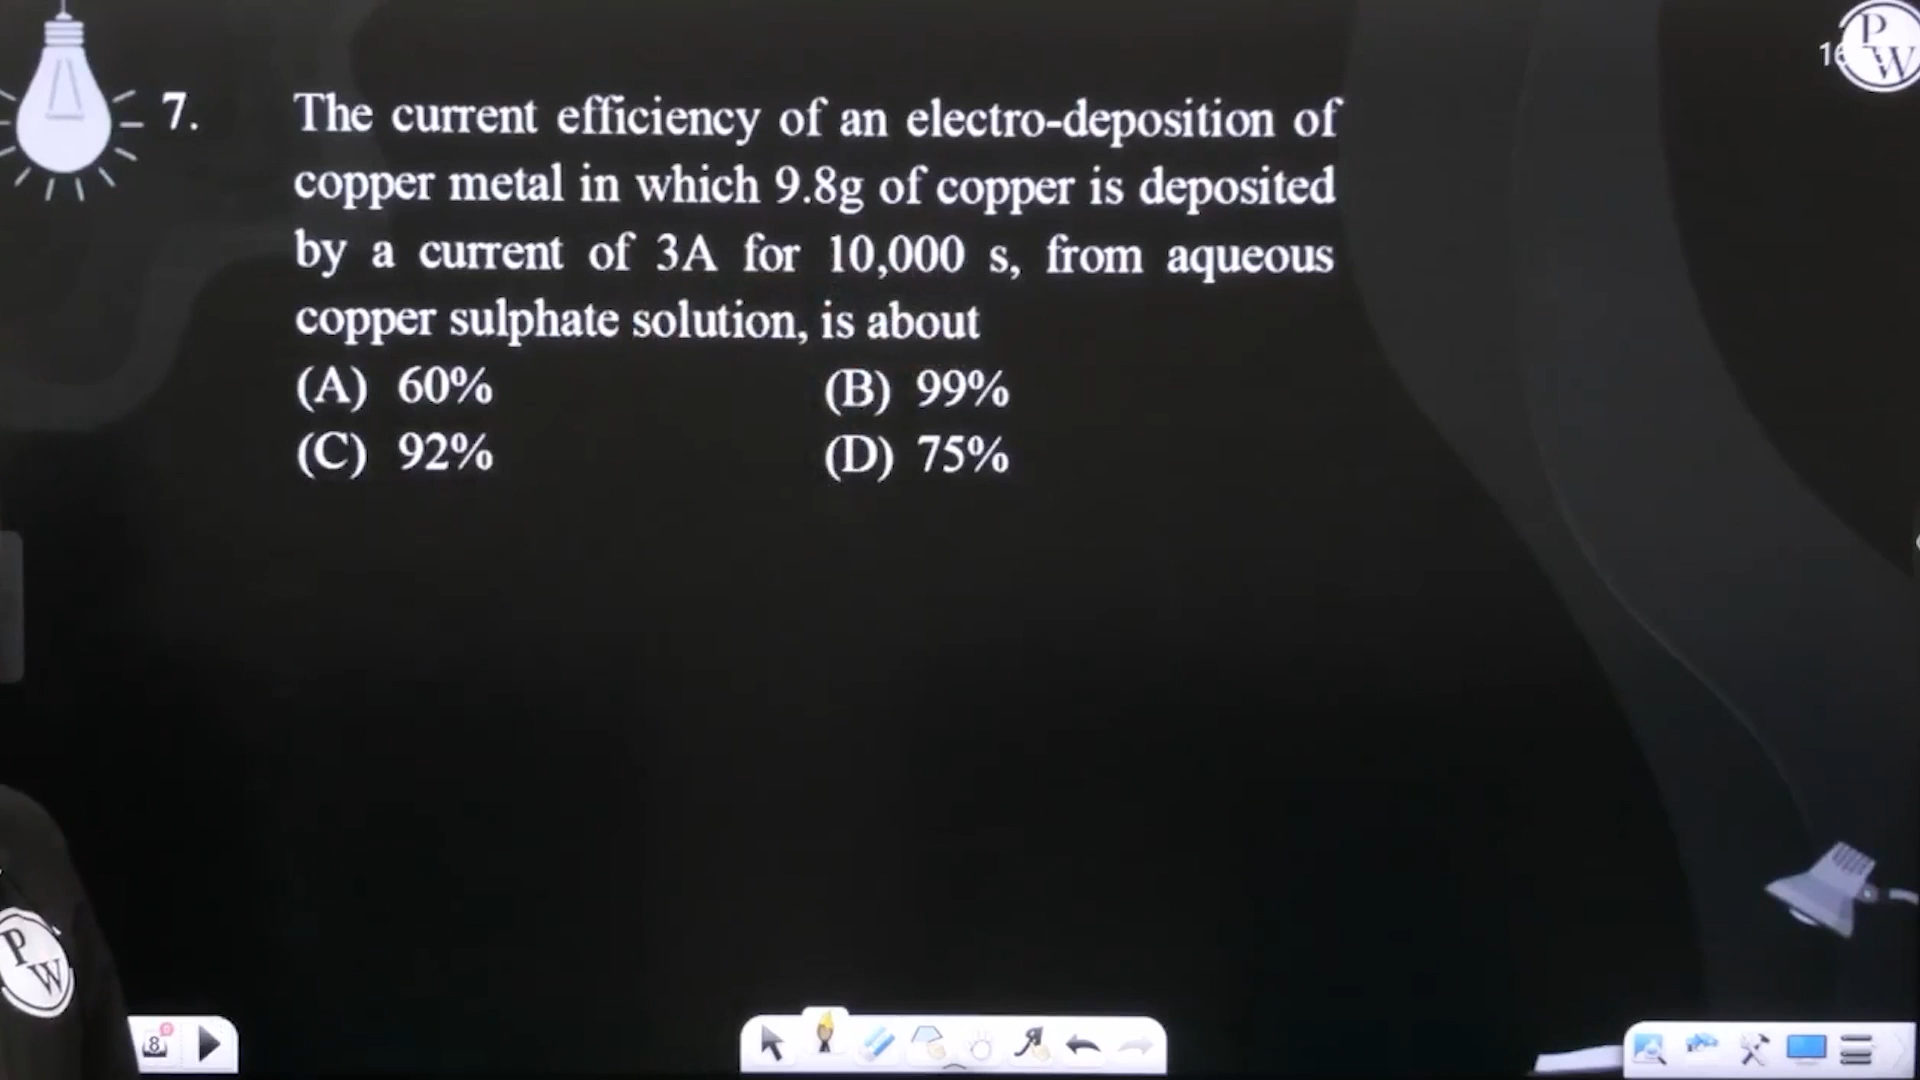 P
W
7. The current efficiency of an electro-deposition of
copper metal in which 9.8g of copper is deposited
by a current of 3A for 10,000 s, from aqueous
copper sulphate solution, is about
(A) 60% (B) 99%
(C) 92% (D) 75%
P
W
8